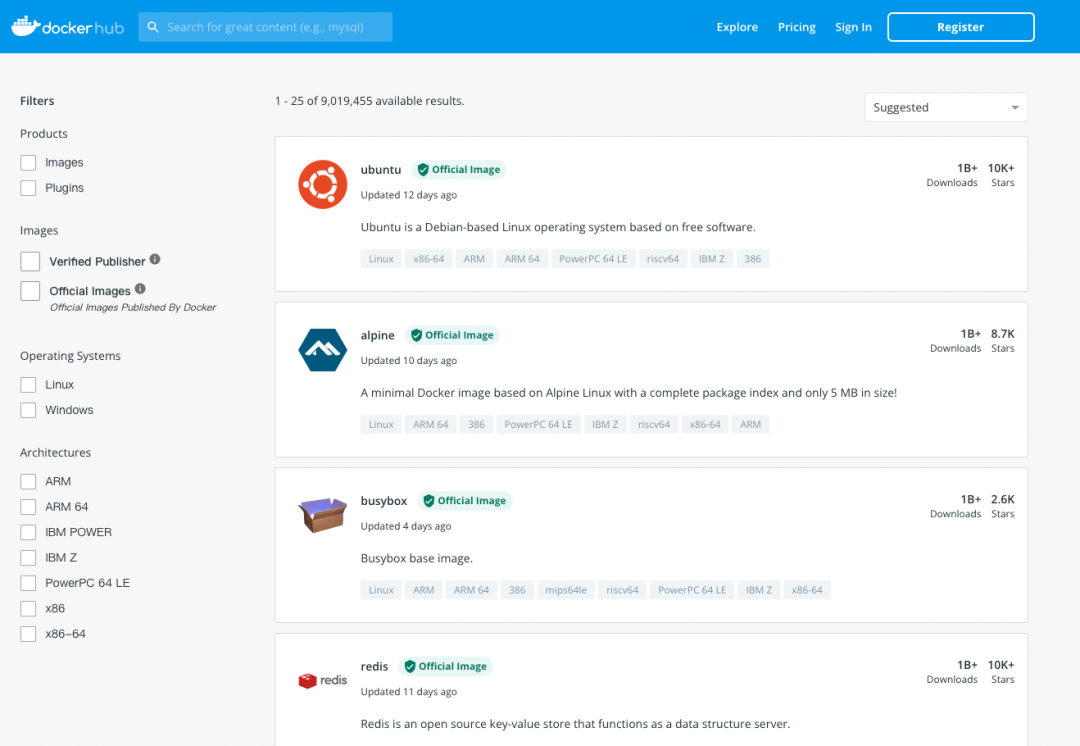 docker hub
Search for great content (e.g., mysql)
Explore Pricing Sign In Register
Filters
Products
Images
Plugins
Images
Verified Publisher
Official Images
Official Images Published By Docker
Operating Systems
Linux
Windows
Architectures
ARM
ARM 64
IBM POWER
IBM Z
PowerPC 64 LE
x86
x86-64
1 - 25 of 9,019,455 available results.
Suggested
ubuntu Official Image
Updated 12 days ago
1B+ 10K+
Downloads Stars
Ubuntu is a Debian-based Linux operating system based on free software.
Linux x86-64 ARM ARM 64 PowerPC 64 LE riscv64 IBM Z 386
alpine Official Image
Updated 10 days ago
1B+ 8.7K
Downloads Stars
A minimal Docker image based on Alpine Linux with a complete package index and only 5 MB in size!
Linux ARM 64 386 PowerPC 64 LE IBM Z riscv64 x86-64 ARM
busybox Official Image
Updated 4 days ago
1B+ 2.6K
Downloads Stars
Busybox base image.
Linux ARM ARM 64 386 mips64le riscv64 PowerPC 64 LE IBM Z x86-64
redis
redis Official Image
Updated 11 days ago
1B+ 10K+
Downloads Stars
Redis is an open source key-value store that functions as a data structure server.